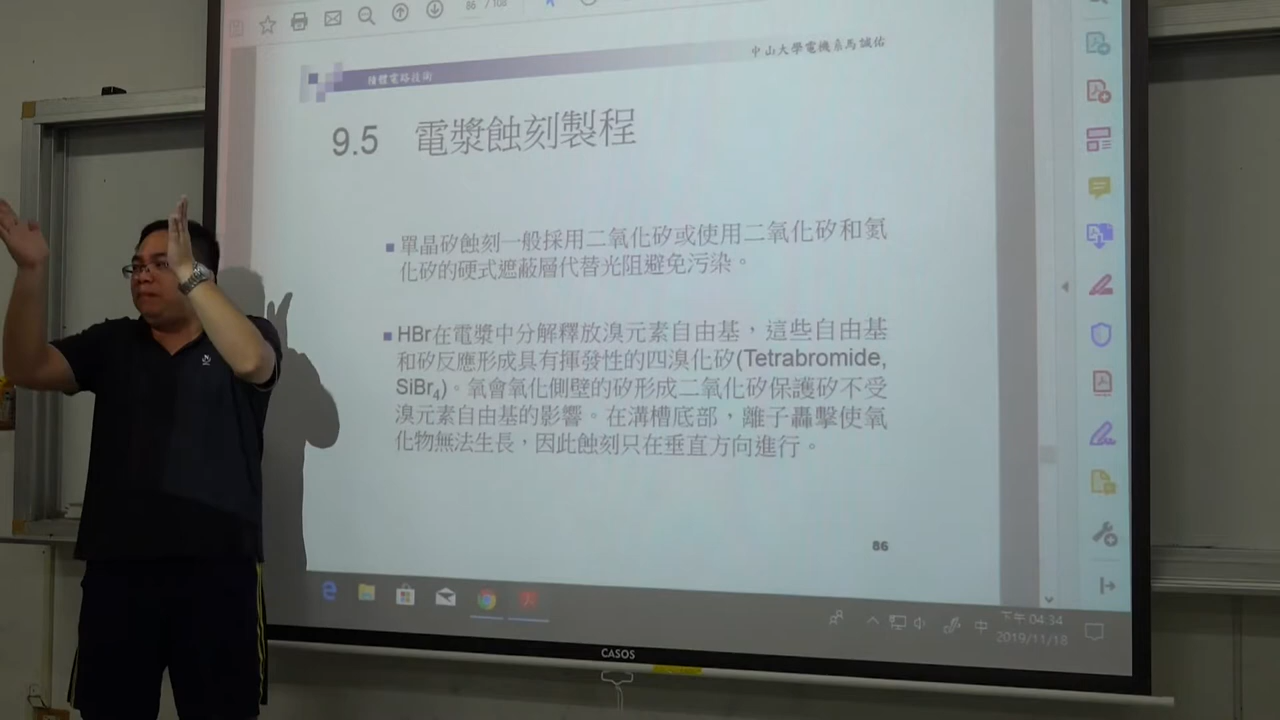 86 / 108
中山大學電機系馬誠佑
積體電路技術
9.5 電漿蝕刻製程
單晶矽蝕刻一般採用二氧化矽或使用二氧化矽和氮
化矽的硬式遮蔽層代替光阻避免污染。
HBr在電漿中分解釋放溴元素自由基，這些自由基
和矽反應形成具有揮發性的四溴化矽(Tetrabromide,
SiBr₄)。氧會氧化側壁的矽形成二氧化矽保護矽不受
溴元素自由基的影響。在溝槽底部，離子轟擊使氧
化物無法生長，因此蝕刻只在垂直方向進行。
86
中
下午 04:34
2019/11/18
CASOS